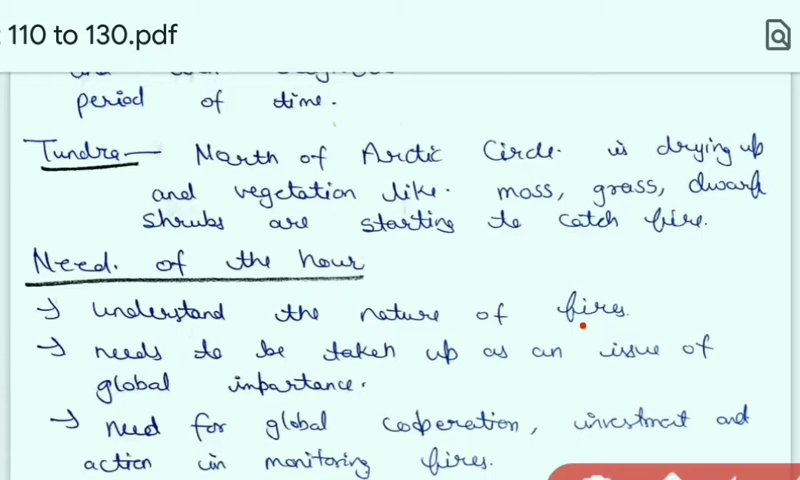 110 to 130.pdf
period of time.
Tundra — North of Arctic Circle is drying up
and vegetation like moss, grass, dwarf
shrubs are starting to catch fire.
Need of the hour
→ understand the nature of fires.
→ needs to be taken up as an issue of
global importance.
→ need for global cooperation, investment and
action in monitoring fires.